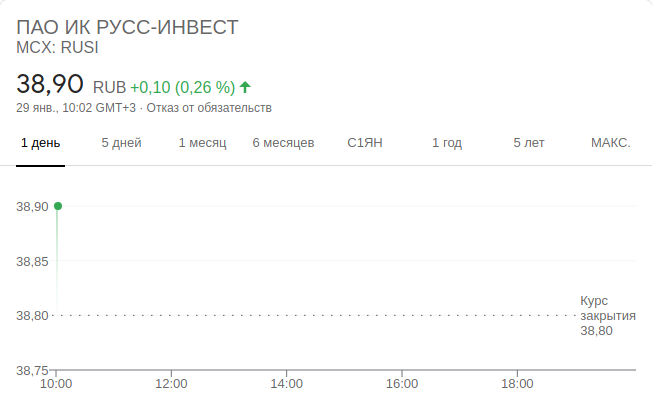 ПАО ИК РУСС-ИНВЕСТ
MCX: RUSI
38,90 RUB +0,10 (0,26 %)
29 янв., 10:02 GMT+3 · Отказ от обязательств
1 день 5 дней 1 месяц 6 месяцев С1ЯН 1 год 5 лет МАКС.
38,90
38,85
Курс
38,80 закрытия
38,80
38,75
10:00 12:00 14:00 16:00 18:00